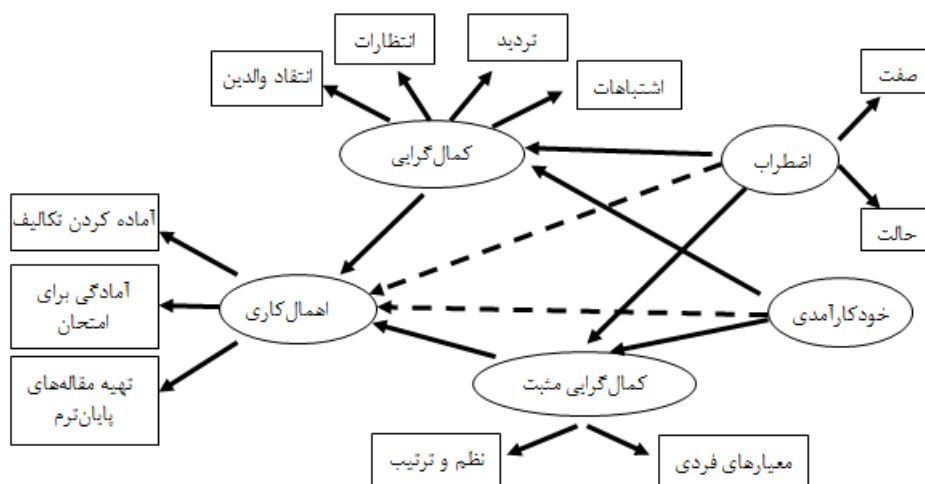 تردید
انتظارات
صفت
انتقاد والدین
اشتباهات
کمال‌گرایی
اضطراب
حالت
آماده کردن تکالیف
آمادگی برای
امتحان
اهمال‌کاری
خودکارآمدی
تهیه مقاله‌های
پایان‌ترم
کمال‌گرایی مثبت
نظم و ترتیب
معیارهای فردی